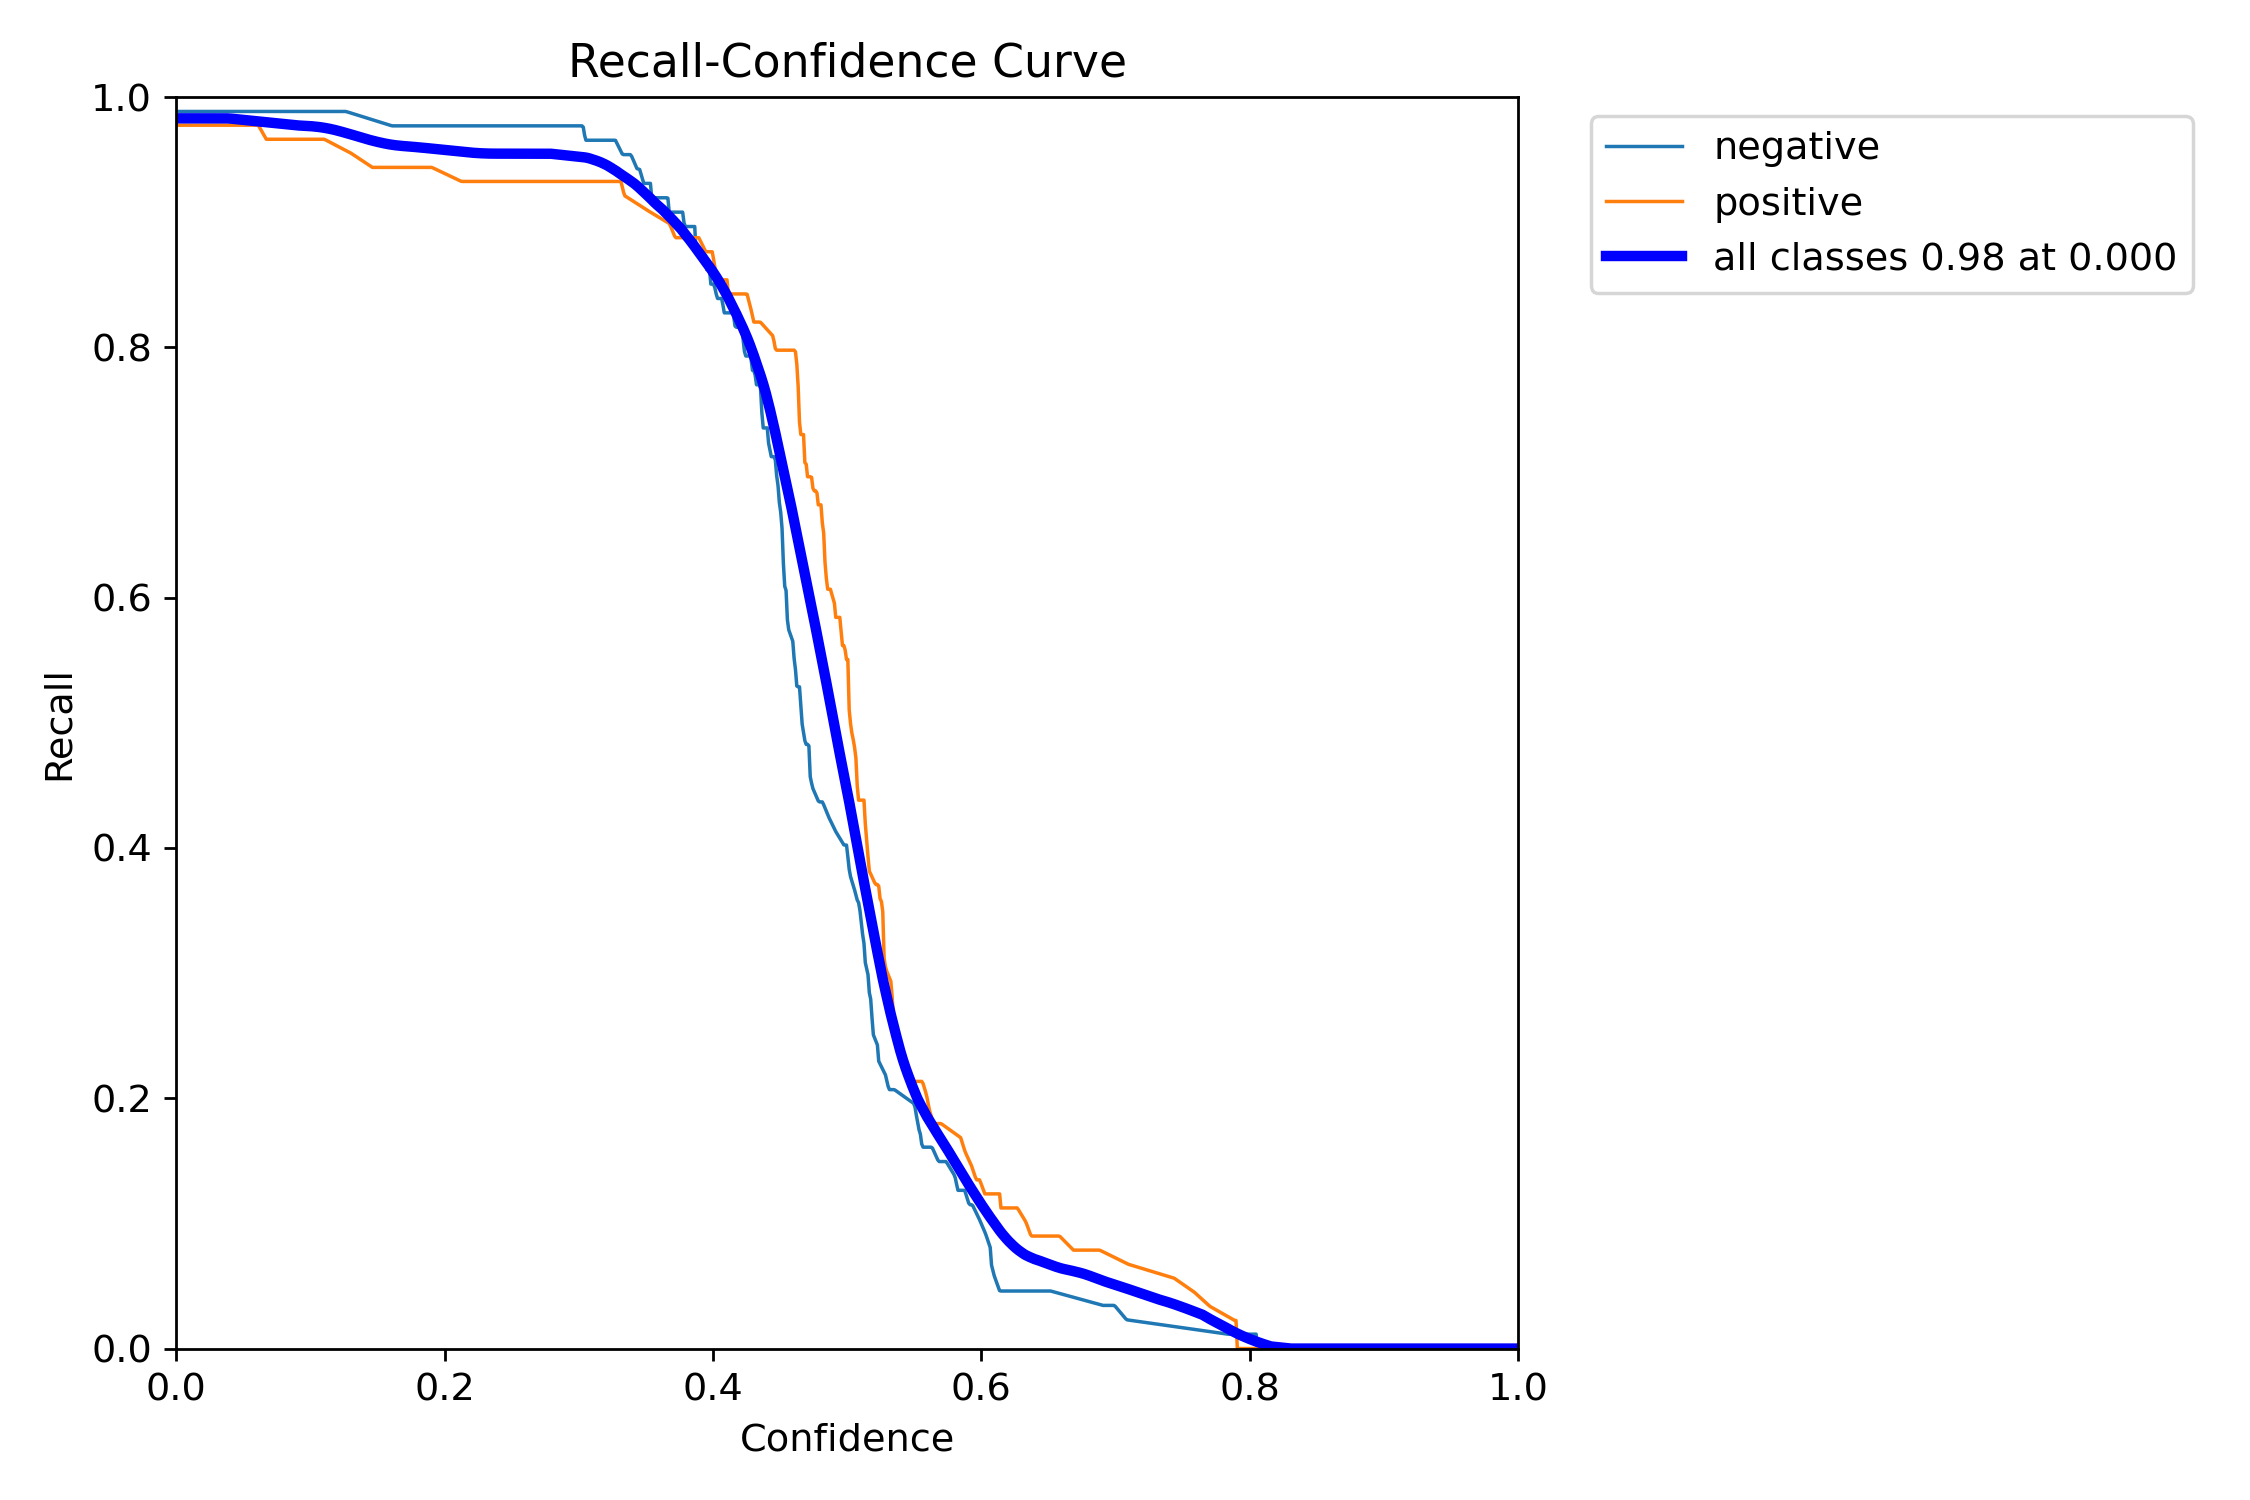 Recall-Confidence Curve
1.0
0.8
0.6
0.4
0.2
0.0
Recall
0.0 0.2 0.4 0.6 0.8 1.0
Confidence
negative
positive
all classes 0.98 at 0.000